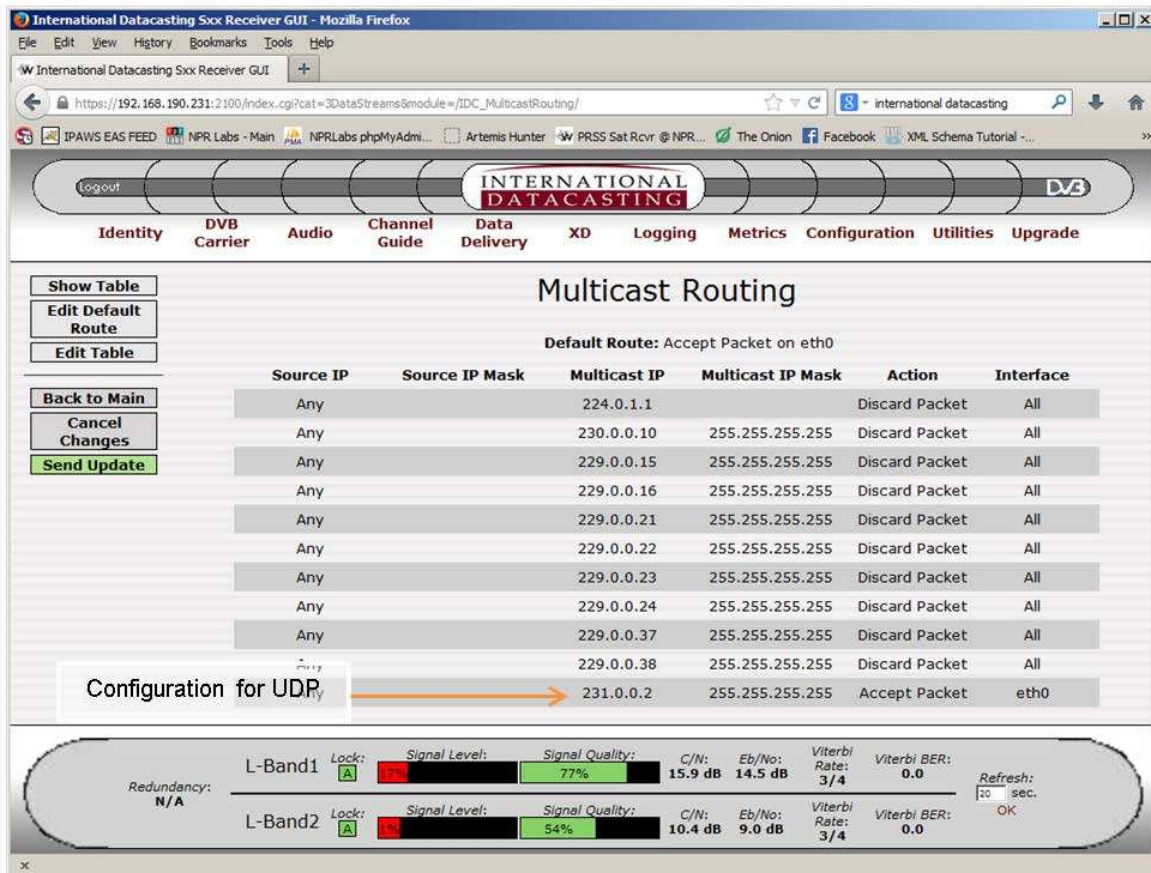 International Datacasting Sxx Receiver GUI - Mozilla Firefox
File Edit View History Bookmarks Tools Help
International Datacasting Sxx Receiver GUI +
https://192.168.190.231:2100/index.cgi?cat=3DataStreams&module=/IDC_MulticastRouting/
international datacasting
IPAWS EAS FEED NPR Labs - Main NPRLabs phpMyAdmi... Artemis Hunter PRSS Sat Rcvr @ NPR... The Onion Facebook XML Schema Tutorial -... »
Logout
INTERNATIONAL
DATACASTING
DVB
Identity DVB Carrier Audio Channel Guide Data Delivery XD Logging Metrics Configuration Utilities Upgrade
Show Table
Edit Default Route
Edit Table
Back to Main
Cancel Changes
Send Update
Multicast Routing
Default Route: Accept Packet on eth0
Source IP Source IP Mask Multicast IP Multicast IP Mask Action Interface
Any 224.0.1.1 Discard Packet All
Any 230.0.0.10 255.255.255.255 Discard Packet All
Any 229.0.0.15 255.255.255.255 Discard Packet All
Any 229.0.0.16 255.255.255.255 Discard Packet All
Any 229.0.0.21 255.255.255.255 Discard Packet All
Any 229.0.0.22 255.255.255.255 Discard Packet All
Any 229.0.0.23 255.255.255.255 Discard Packet All
Any 229.0.0.24 255.255.255.255 Discard Packet All
Any 229.0.0.37 255.255.255.255 Discard Packet All
Any 229.0.0.38 255.255.255.255 Discard Packet All
231.0.0.2 255.255.255.255 Accept Packet eth0
Configuration for UDP
Redundancy:
N/A
L-Band1 Lock: A Signal Level: 17% Signal Quality: 77% C/N: 15.9 dB Eb/No: 14.5 dB Viterbi Rate: 3/4 Viterbi BER: 0.0
L-Band2 Lock: A Signal Level: Signal Quality: 54% C/N: 10.4 dB Eb/No: 9.0 dB Viterbi Rate: 3/4 Viterbi BER: 0.0
Refresh:
20 sec.
OK